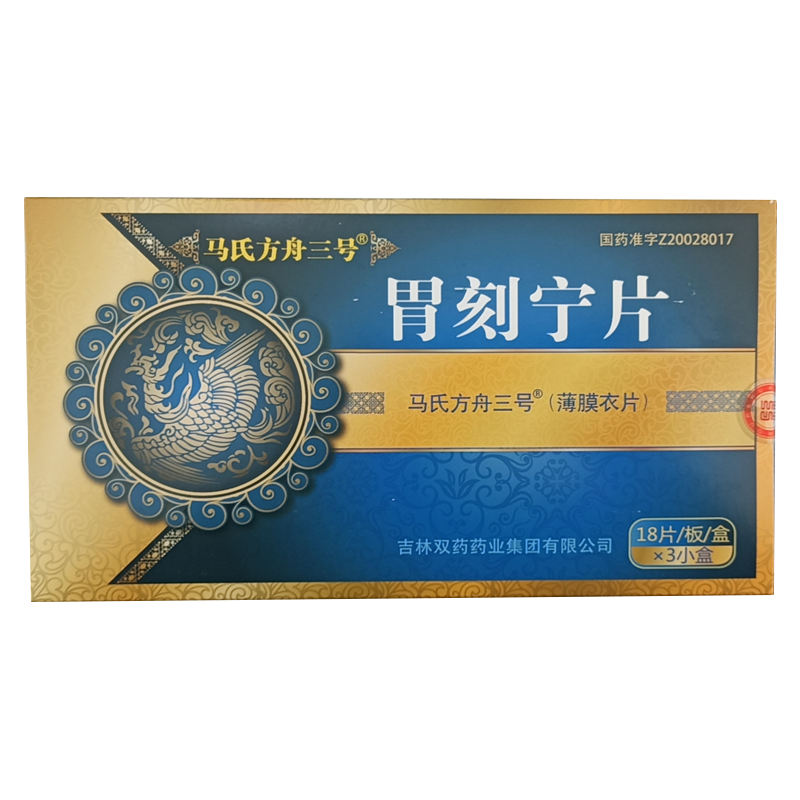 马氏方舟三号®
国药准字Z20028017
胃刻宁片
马氏方舟三号®(薄膜衣片)
吉林双药药业集团有限公司
18片/板/盒
×3小盒